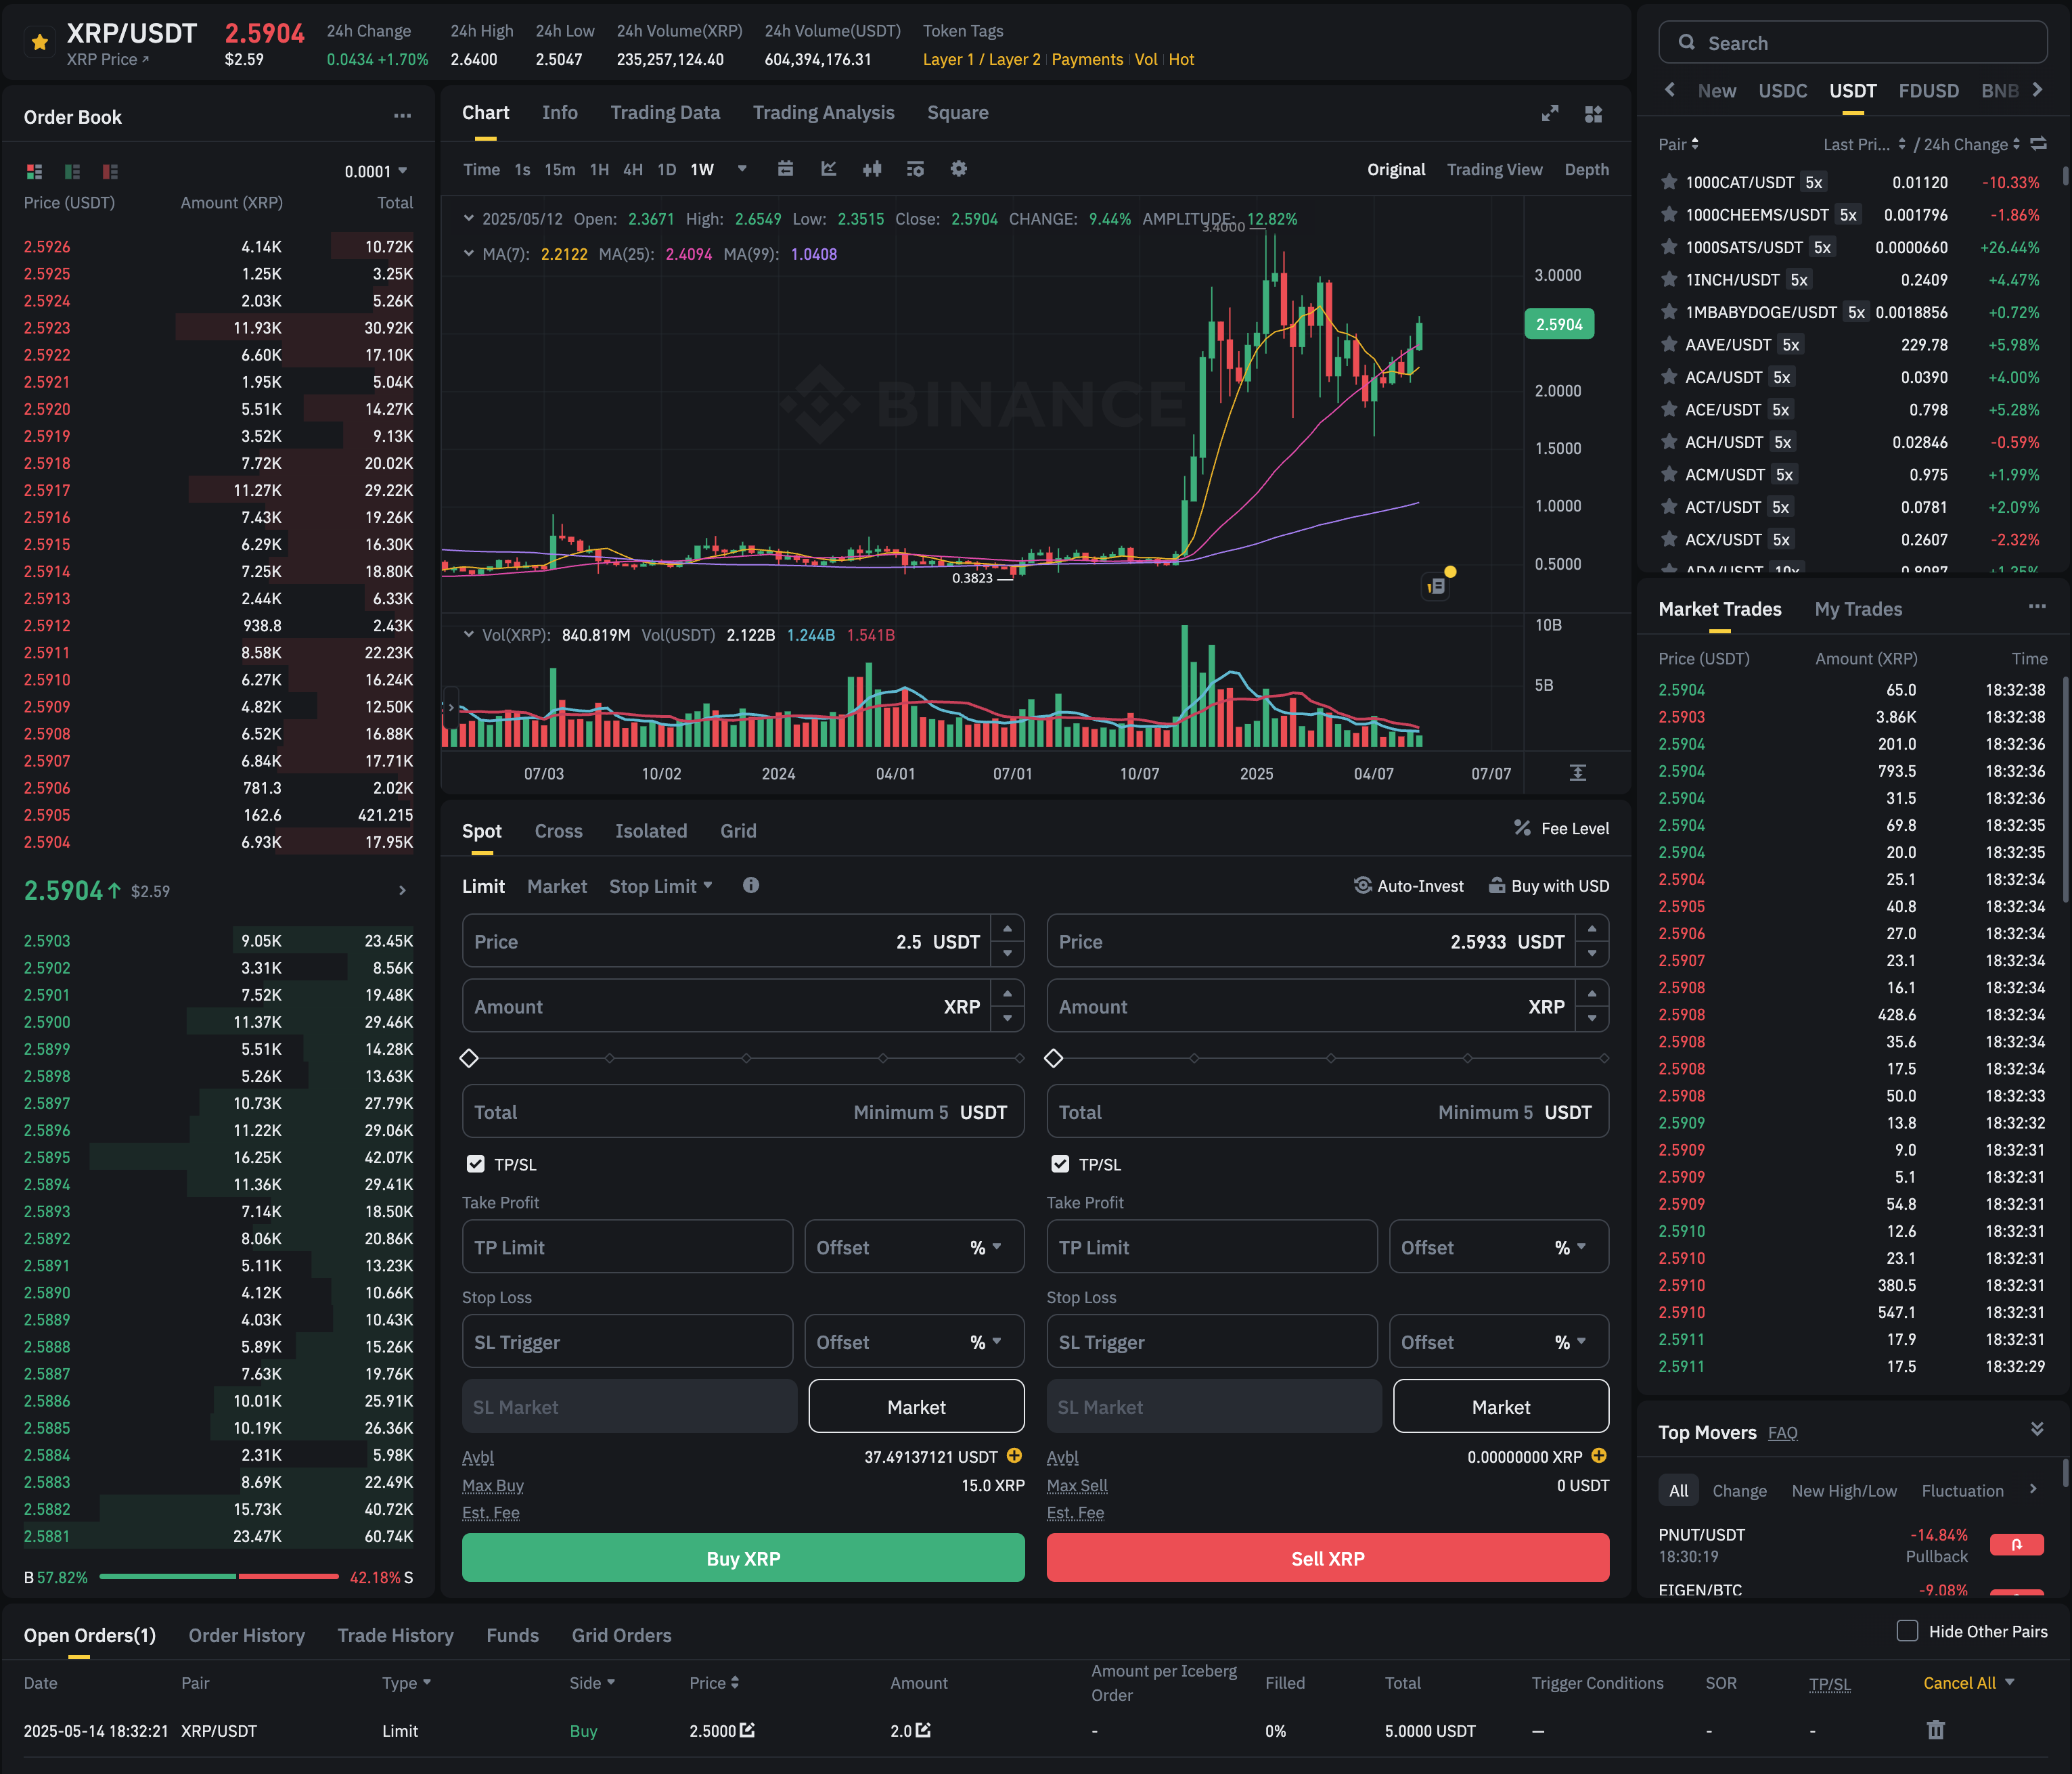 XRP/USDT
XRP Price
2.5904
$2.59
24h Change
0.0434 +1.70%
24h High
2.6400
24h Low
2.5047
24h Volume(XRP)
235,257,124.40
24h Volume(USDT)
604,394,176.31
Token Tags
Layer 1 / Layer 2 Payments Vol Hot
Order Book
0.0001
Price (USDT) Amount (XRP) Total
2.5926 4.14K 10.72K
2.5925 1.25K 3.25K
2.5924 2.03K 5.26K
2.5923 11.93K 30.92K
2.5922 6.60K 17.10K
2.5921 1.95K 5.04K
2.5920 5.51K 14.27K
2.5919 3.52K 9.13K
2.5918 7.72K 20.02K
2.5917 11.27K 29.22K
2.5916 7.43K 19.26K
2.5915 6.29K 16.30K
2.5914 7.25K 18.80K
2.5913 2.44K 6.33K
2.5912 938.8 2.43K
2.5911 8.58K 22.23K
2.5910 6.27K 16.24K
2.5909 4.82K 12.50K
2.5908 6.52K 16.88K
2.5907 6.84K 17.71K
2.5906 781.3 2.02K
2.5905 162.6 421.215
2.5904 6.93K 17.95K
2.5904↑ $2.59
2.5903 9.05K 23.45K
2.5902 3.31K 8.56K
2.5901 7.52K 19.48K
2.5900 11.37K 29.46K
2.5899 5.51K 14.28K
2.5898 5.26K 13.63K
2.5897 10.73K 27.79K
2.5896 11.22K 29.06K
2.5895 16.25K 42.07K
2.5894 11.36K 29.41K
2.5893 7.14K 18.50K
2.5892 8.06K 20.86K
2.5891 5.11K 13.23K
2.5890 4.12K 10.66K
2.5889 4.03K 10.43K
2.5888 5.89K 15.26K
2.5887 7.63K 19.76K
2.5886 10.01K 25.91K
2.5885 10.19K 26.36K
2.5884 2.31K 5.98K
2.5883 8.69K 22.49K
2.5882 15.73K 40.72K
2.5881 23.47K 60.74K
B 57.82% 42.18% S
Chart Info Trading Data Trading Analysis Square
Time 1s 15m 1H 4H 1D 1W
Original Trading View Depth
2025/05/12 Open: 2.3671 High: 2.6549 Low: 2.3515 Close: 2.5904 CHANGE: 9.44% AMPLITUDE: 12.82%
3.4000
MA(7): 2.2122 MA(25): 2.4094 MA(99): 1.0408
BINANCE
3.0000
2.5904
2.0000
1.5000
1.0000
0.5000
0.3823
Vol(XRP): 840.819M Vol(USDT) 2.122B 1.244B 1.541B
10B
5B
07/03 10/02 2024 04/01 07/01 10/07 2025 04/07 07/07
Spot Cross Isolated Grid
% Fee Level
Limit Market Stop Limit
Auto-Invest Buy with USD
Price 2.5 USDT
Amount XRP
Total Minimum 5 USDT
TP/SL
Take Profit
TP Limit Offset %
Stop Loss
SL Trigger Offset %
SL Market Market
Avbl 37.49137121 USDT
Max Buy 15.0 XRP
Est. Fee
Buy XRP
Price 2.5933 USDT
Amount XRP
Total Minimum 5 USDT
TP/SL
Take Profit
TP Limit Offset %
Stop Loss
SL Trigger Offset %
SL Market Market
Avbl 0.00000000 XRP
Max Sell 0 USDT
Est. Fee
Sell XRP
Search
New USDC USDT FDUSD BNB
Pair Last Pri... / 24h Change
1000CAT/USDT 5x 0.01120 -10.33%
1000CHEEMS/USDT 5x 0.001796 -1.86%
1000SATS/USDT 5x 0.0000660 +26.44%
1INCH/USDT 5x 0.2409 +4.47%
1MBABYDOGE/USDT 5x 0.0018856 +0.72%
AAVE/USDT 5x 229.78 +5.98%
ACA/USDT 5x 0.0390 +4.00%
ACE/USDT 5x 0.798 +5.28%
ACH/USDT 5x 0.02846 -0.59%
ACM/USDT 5x 0.975 +1.99%
ACT/USDT 5x 0.0781 +2.09%
ACX/USDT 5x 0.2607 -2.32%
ADA/USDT 10x
Market Trades My Trades
Price (USDT) Amount (XRP) Time
2.5904 65.0 18:32:38
2.5903 3.86K 18:32:38
2.5904 201.0 18:32:36
2.5904 793.5 18:32:36
2.5904 31.5 18:32:36
2.5904 69.8 18:32:35
2.5904 20.0 18:32:35
2.5904 25.1 18:32:34
2.5905 40.8 18:32:34
2.5906 27.0 18:32:34
2.5907 23.1 18:32:34
2.5908 16.1 18:32:34
2.5908 428.6 18:32:34
2.5908 35.6 18:32:34
2.5908 17.5 18:32:34
2.5908 50.0 18:32:33
2.5909 13.8 18:32:32
2.5909 9.0 18:32:31
2.5909 5.1 18:32:31
2.5909 54.8 18:32:31
2.5910 12.6 18:32:31
2.5910 23.1 18:32:31
2.5910 380.5 18:32:31
2.5910 547.1 18:32:31
2.5911 17.9 18:32:31
2.5911 17.5 18:32:29
Top Movers FAQ
All Change New High/Low Fluctuation
PNUT/USDT -14.84%
18:30:19 Pullback
EIGEN/BTC -9.08%
Open Orders(1) Order History Trade History Funds Grid Orders
Hide Other Pairs
Date Pair Type Side Price Amount Amount per Iceberg Order Filled Total Trigger Conditions SOR TP/SL Cancel All
2025-05-14 18:32:21 XRP/USDT Limit Buy 2.5000 2.0 - 0% 5.0000 USDT — - -